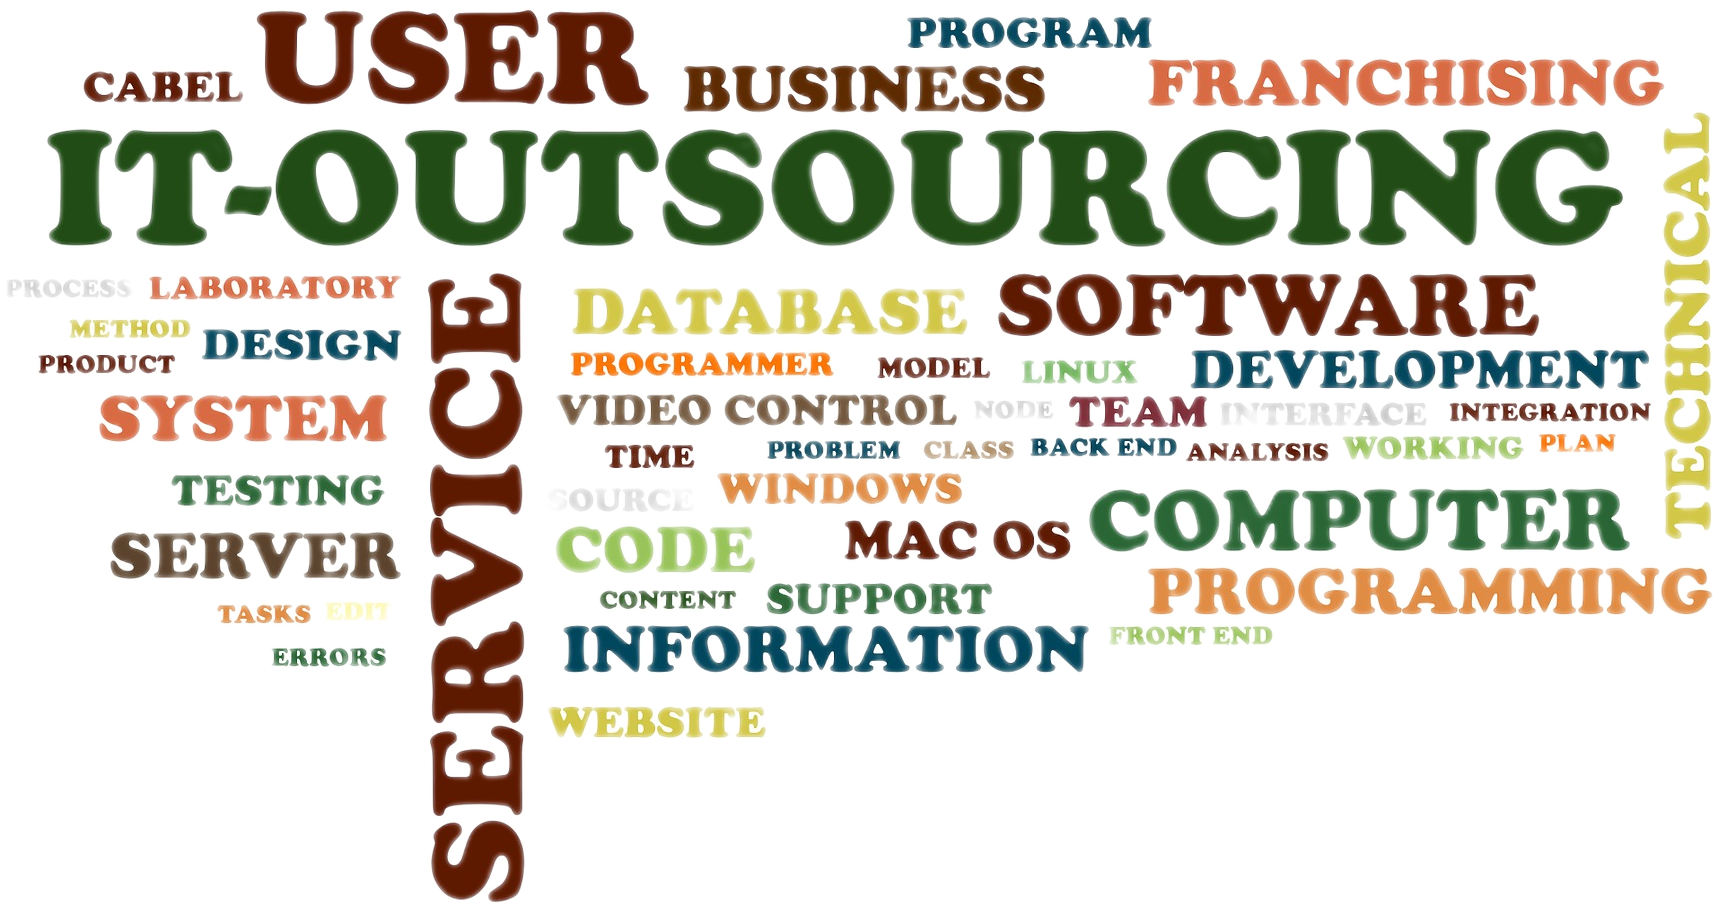 USER
PROGRAM
CABEL
BUSINESS
FRANCHISING
IT-OUTSOURCING
TECHNICAL
PROCESS
LABORATORY
SERVICE
DATABASE
SOFTWARE
METHOD
DESIGN
PRODUCT
PROGRAMMER
MODEL
LINUX
DEVELOPMENT
SYSTEM
VIDEO CONTROL
NODE
TEAM
INTERFACE
INTEGRATION
TIME
PROBLEM
CLASS
BACK END
ANALYSIS
WORKING
PLAN
TESTING
SOURCE
WINDOWS
COMPUTER
SERVER
CODE
MAC OS
TASKS
EDIT
CONTENT
SUPPORT
PROGRAMMING
ERRORS
INFORMATION
FRONT END
WEBSITE